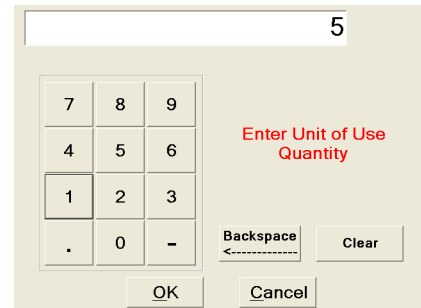 5
7 8 9
4 5 6
1 2 3
. 0 -
Enter Unit of Use
Quantity
Backspace
<-------------
Clear
OK
Cancel